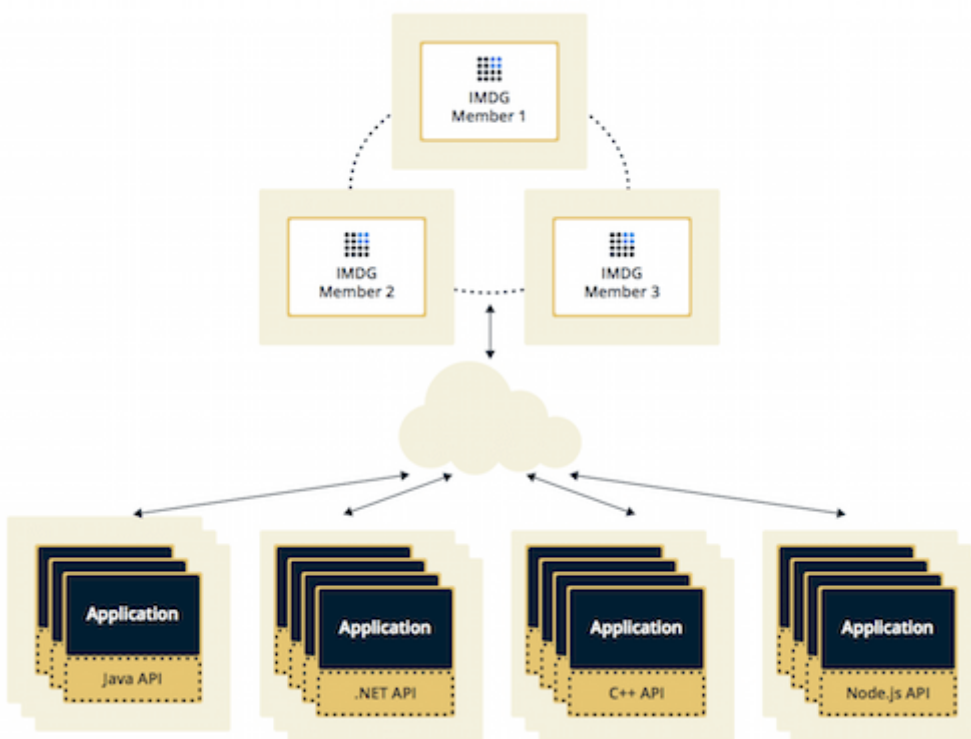 IMDG
Member 1
IMDG
Member 2
IMDG
Member 3
Application
Java API
Application
.NET API
Application
C++ API
Application
Node.js API